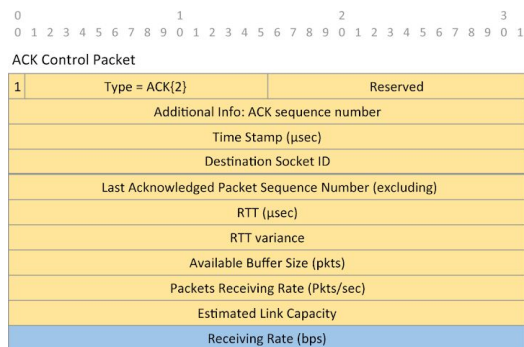 0 1 2 3
0 1 2 3 4 5 6 7 8 9 0 1 2 3 4 5 6 7 8 9 0 1 2 3 4 5 6 7 8 9 0 1
ACK Control Packet
1 Type = ACK{2} Reserved
Additional Info: ACK sequence number
Time Stamp (μsec)
Destination Socket ID
Last Acknowledged Packet Sequence Number (excluding)
RTT (μsec)
RTT variance
Available Buffer Size (pkts)
Packets Receiving Rate (Pkts/sec)
Estimated Link Capacity
Receiving Rate (bps)